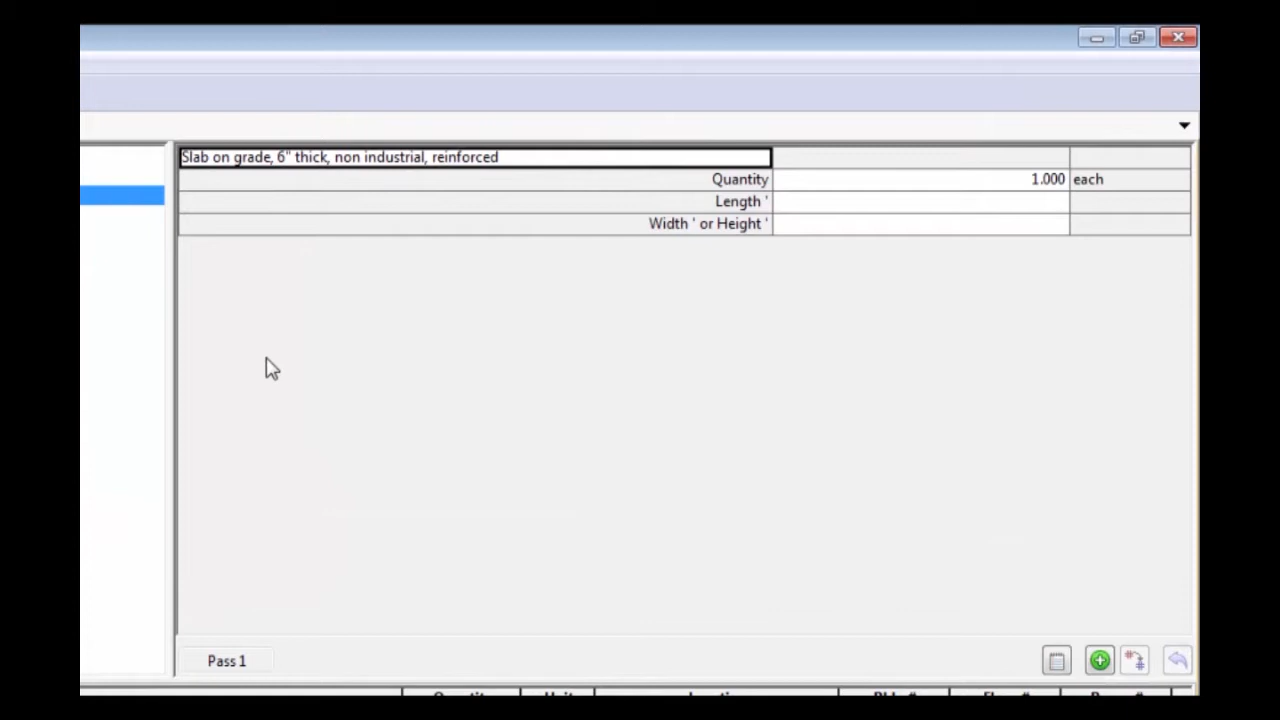 Slab on grade, 6" thick, non industrial, reinforced
Quantity 1.000 each
Length '
Width ' or Height '
Pass 1